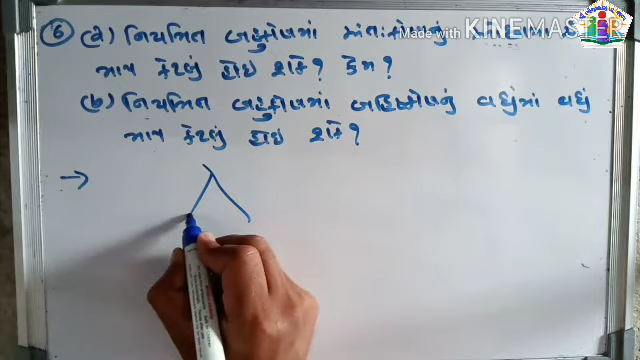 6 (a) નિયમિત બહુકોણમાં અંતઃકોણનું
માપ કેટલું હોઇ શકે? કેમ?
(b) નિયમિત બહુકોણમાં બહિષ્કોણનું વધુંમાં વધું
માપ કેટલું હોઇ શકે?
Made with KINEMASTER